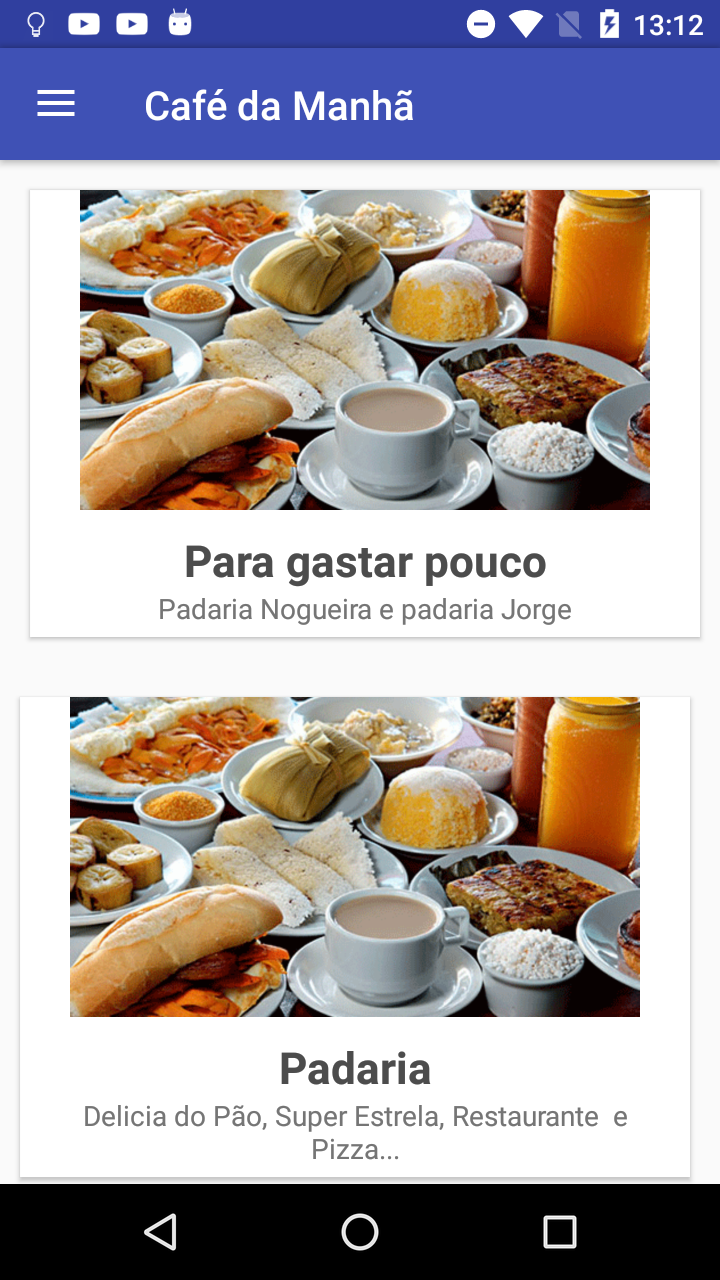 13:12
Café da Manhã
Para gastar pouco
Padaria Nogueira e padaria Jorge
Padaria
Delicia do Pão, Super Estrela, Restaurante  e
Pizza...